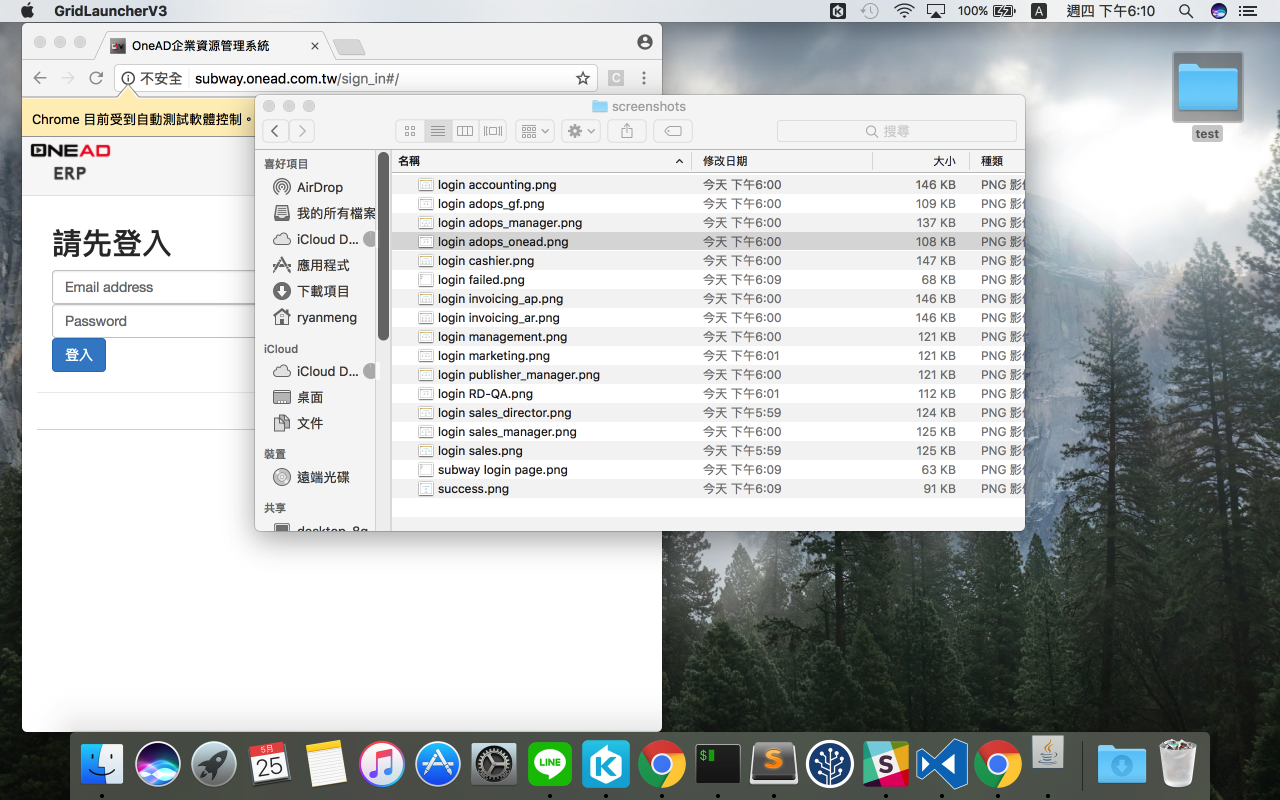 GridLauncherV3
100%
A
週四 下午6:10
OneAD企業資源管理系統
不安全
subway.onead.com.tw/sign_in#/
C
Chrome 目前受到自動測試軟體控制。
ONEAD
ERP
請先登入
Email address
Password
登入
screenshots
搜尋
喜好項目
AirDrop
我的所有檔案
iCloud D...
應用程式
下載項目
ryanmeng
iCloud
iCloud D...
桌面
文件
裝置
遠端光碟
共享
名稱 修改日期 大小 種類
login accounting.png 今天 下午6:00 146 KB PNG 影
login adops_gf.png 今天 下午6:00 109 KB PNG 影
login adops_manager.png 今天 下午6:00 137 KB PNG 影
login adops_onead.png 今天 下午6:00 108 KB PNG 影
login cashier.png 今天 下午6:00 147 KB PNG 影
login failed.png 今天 下午6:09 68 KB PNG 影
login invoicing_ap.png 今天 下午6:00 146 KB PNG 影
login invoicing_ar.png 今天 下午6:00 146 KB PNG 影
login management.png 今天 下午6:00 121 KB PNG 影
login marketing.png 今天 下午6:01 121 KB PNG 影
login publisher_manager.png 今天 下午6:00 121 KB PNG 影
login RD-QA.png 今天 下午6:01 112 KB PNG 影
login sales_director.png 今天 下午5:59 124 KB PNG 影
login sales_manager.png 今天 下午6:00 125 KB PNG 影
login sales.png 今天 下午5:59 125 KB PNG 影
subway login page.png 今天 下午6:09 63 KB PNG 影
success.png 今天 下午6:09 91 KB PNG 影
test
5月
25
LINE
K
$
S
S